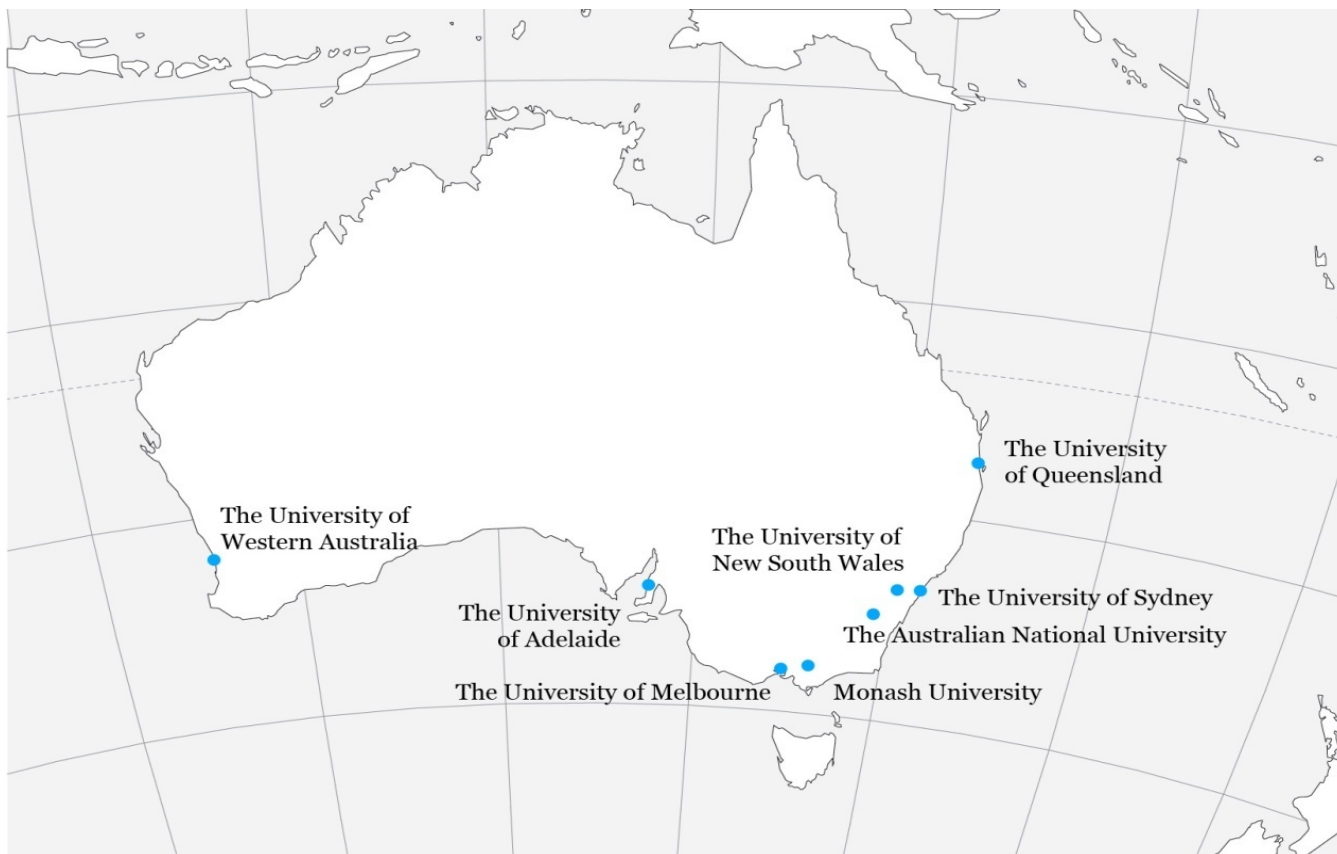 The University
of Queensland
The University of
Western Australia
The University of
New South Wales
The University of Sydney
The University
of Adelaide
The Australian National University
The University of Melbourne
Monash University